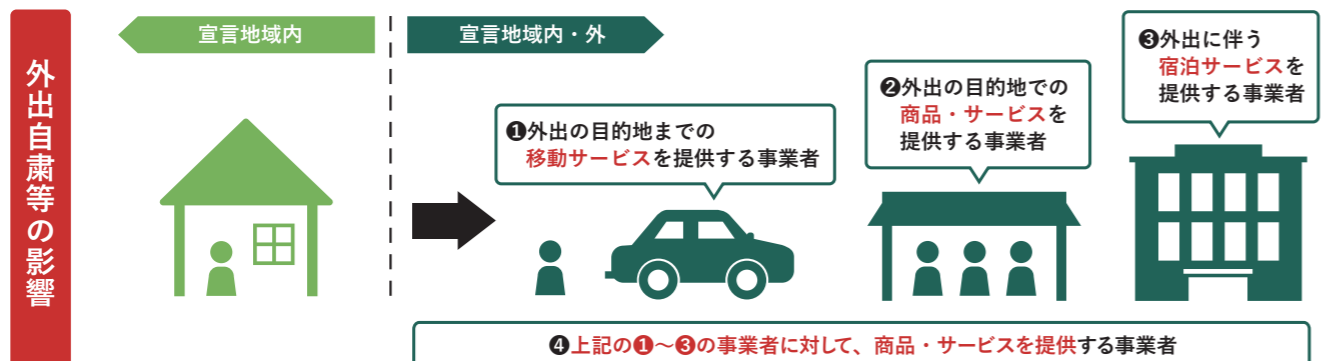 外出自粛等の影響
宣言地域内
宣言地域内・外
❶外出の目的地までの
移動サービスを提供する事業者
❷外出の目的地での
商品・サービスを
提供する事業者
❸外出に伴う
宿泊サービスを
提供する事業者
❹上記の❶～❸の事業者に対して、商品・サービスを提供する事業者